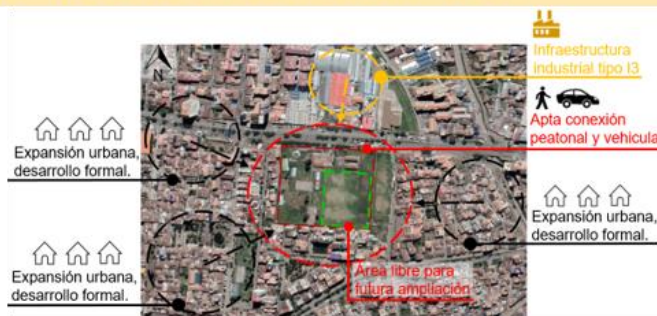 Infraestructura
industrial tipo I3
Apta conexión
peatonal y vehicula
N
Expansión urbana,
desarrollo formal.
Expansión urbana,
desarrollo formal.
Expansión urbana,
desarrollo formal.
Área libre para
futura ampliación